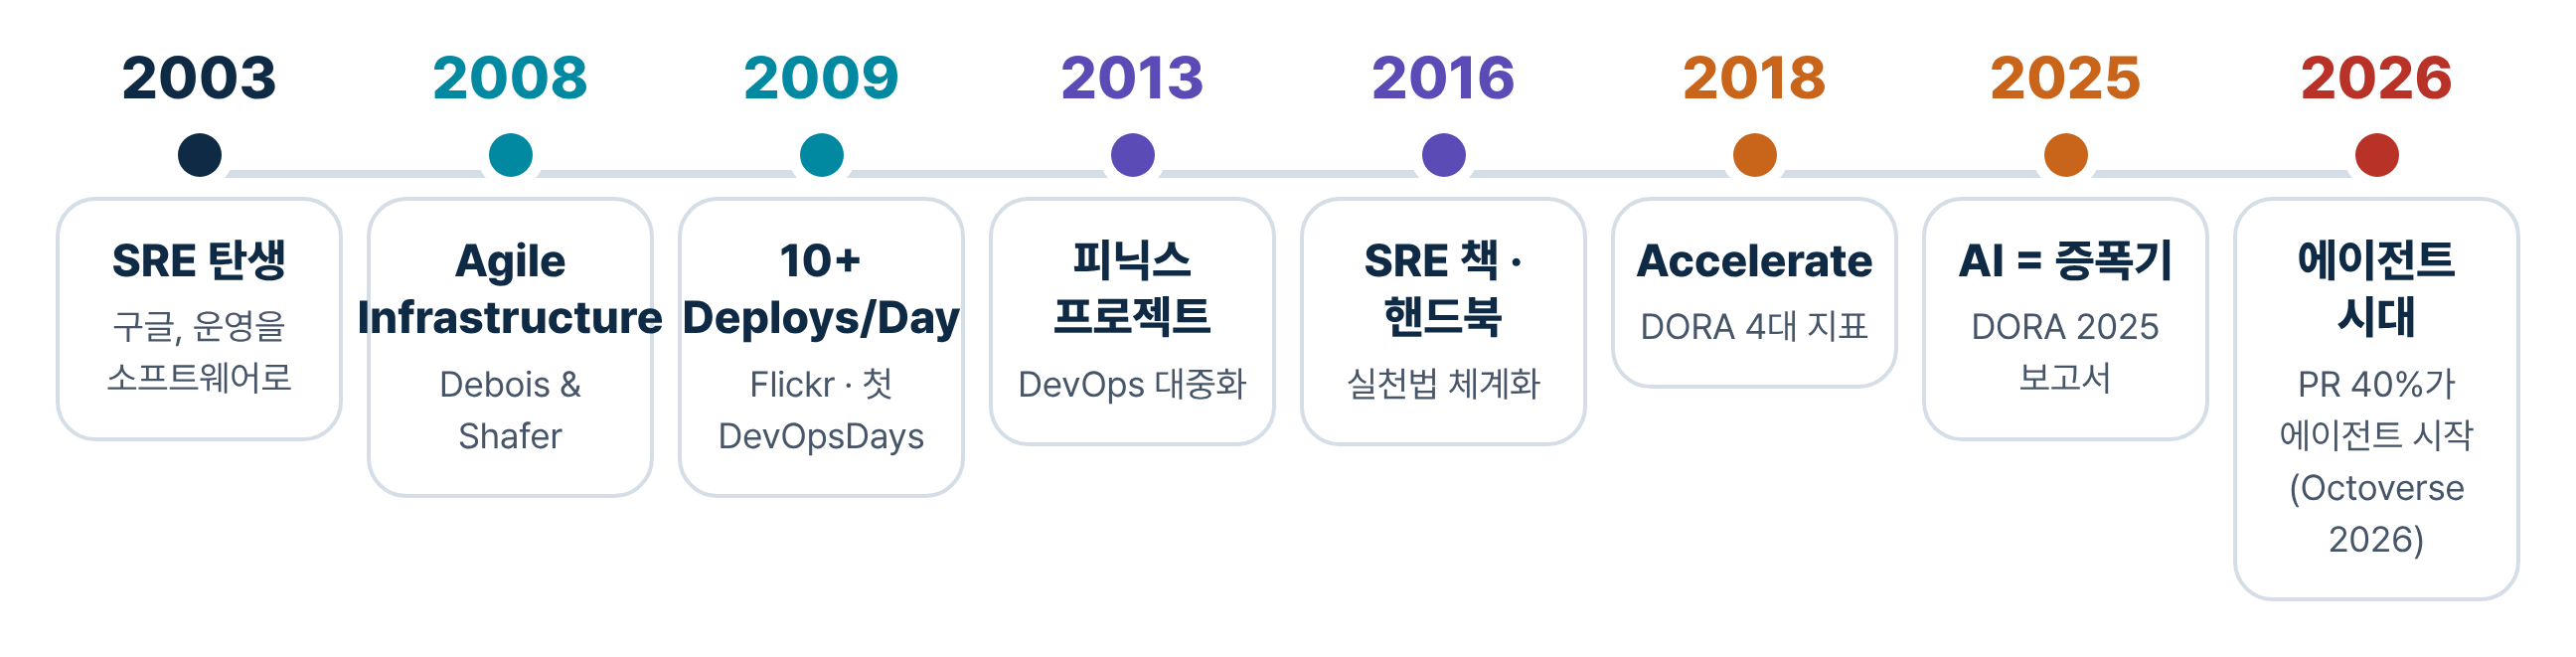 2003
SRE 탄생
구글, 운영을
소프트웨어로
2008
Agile
Infrastructure
Debois &
Shafer
2009
10+
Deploys/Day
Flickr · 첫
DevOpsDays
2013
피닉스
프로젝트
DevOps 대중화
2016
SRE 책 ·
핸드북
실천법 체계화
2018
Accelerate
DORA 4대 지표
2025
AI = 증폭기
DORA 2025
보고서
2026
에이전트
시대
PR 40%가
에이전트 시작
(Octoverse
2026)